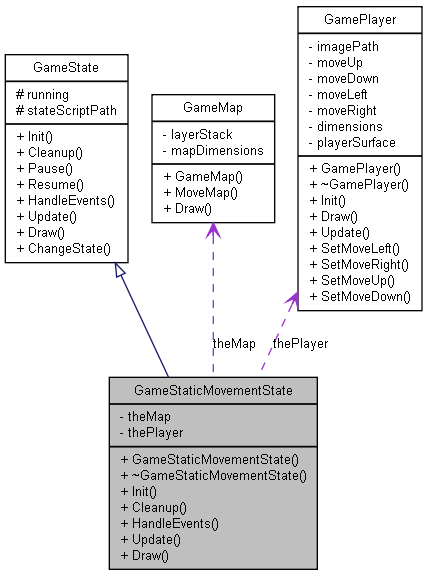 GameState
# running
# stateScriptPath
+ Init()
+ Cleanup()
+ Pause()
+ Resume()
+ HandleEvents()
+ Update()
+ Draw()
+ ChangeState()
GameMap
- layerStack
- mapDimensions
+ GameMap()
+ MoveMap()
+ Draw()
GamePlayer
- imagePath
- moveUp
- moveDown
- moveLeft
- moveRight
- dimensions
- playerSurface
+ GamePlayer()
+ ~GamePlayer()
+ Init()
+ Draw()
+ Update()
+ SetMoveLeft()
+ SetMoveRight()
+ SetMoveUp()
+ SetMoveDown()
theMap
thePlayer
GameStaticMovementState
- theMap
- thePlayer
+ GameStaticMovementState()
+ ~GameStaticMovementState()
+ Init()
+ Cleanup()
+ HandleEvents()
+ Update()
+ Draw()